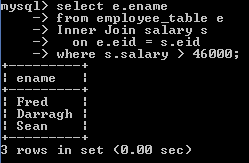 mysql> select e.ename
    -> from employee_table e
    -> Inner Join salary s
    -> on e.eid = s.eid
    -> where s.salary > 46000;
+---------+
| ename   |
+---------+
| Fred    |
| Darragh |
| Sean    |
+---------+
3 rows in set (0.00 sec)